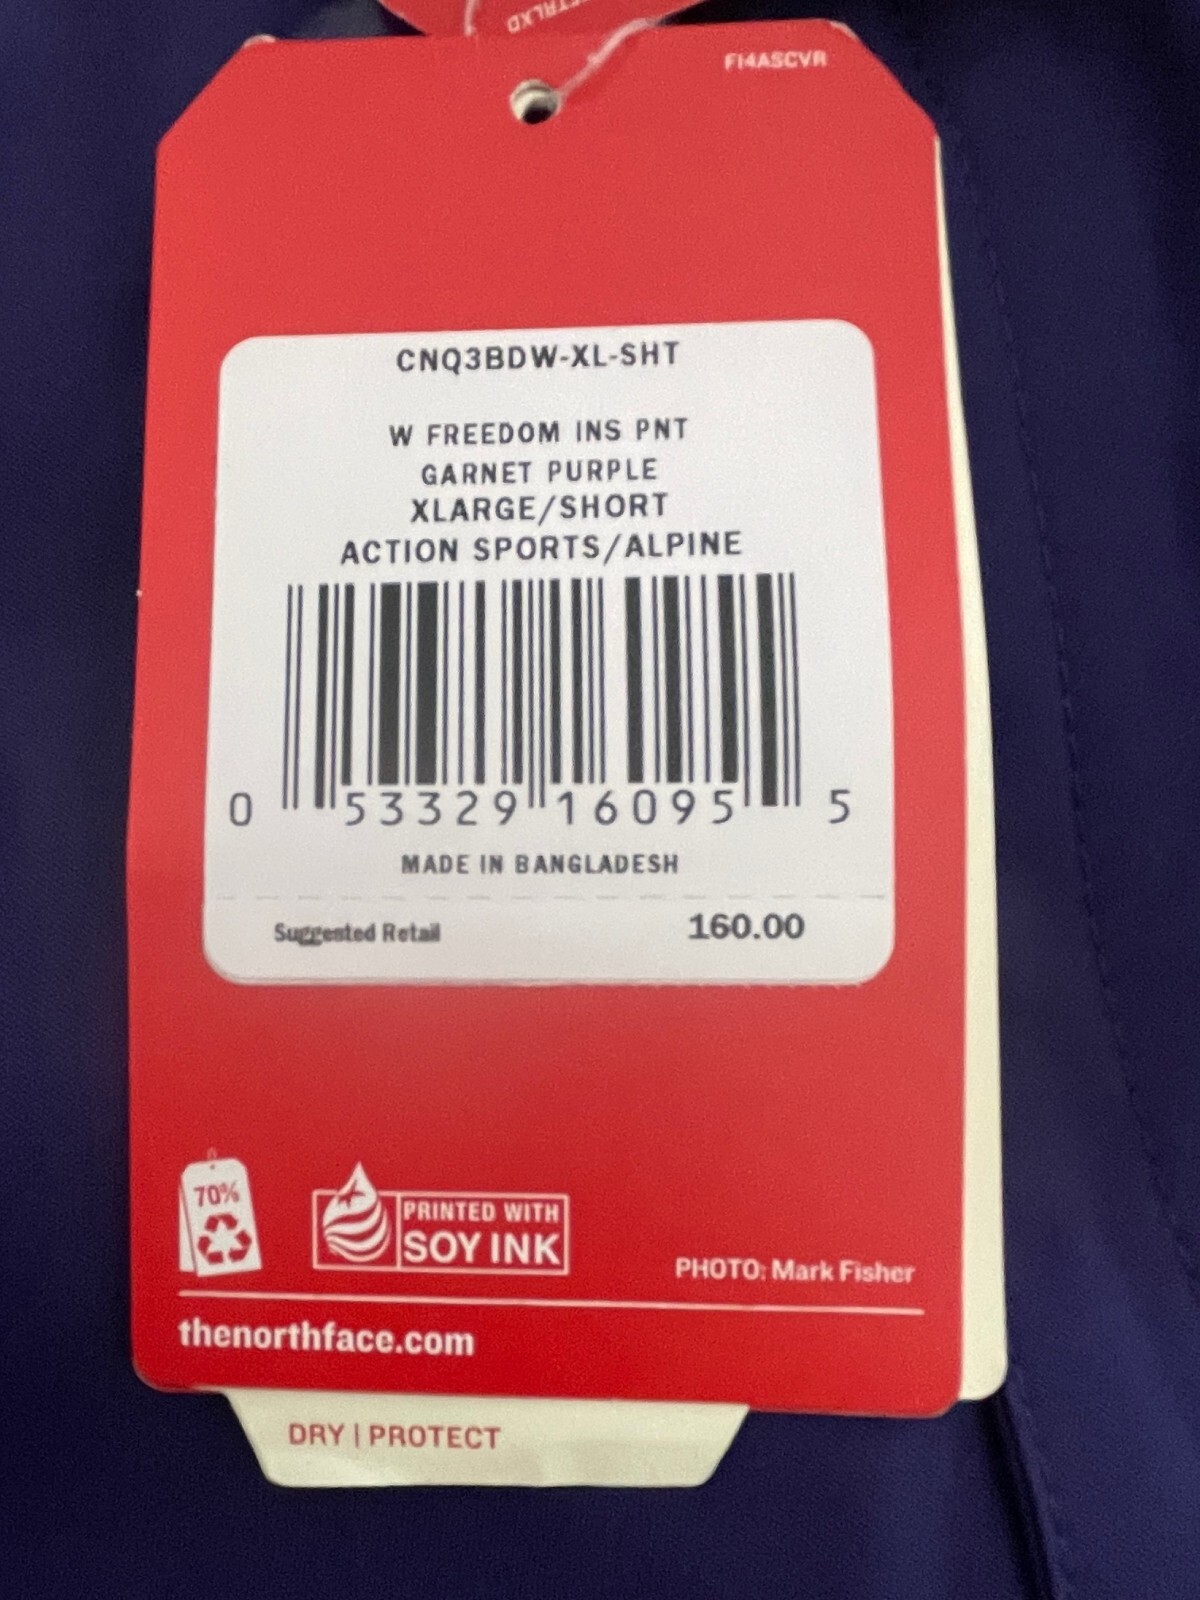 FI4ASCVR
CNQ3BDW-XL-SHT
W FREEDOM INS PNT
GARNET PURPLE
XLARGE/SHORT
ACTION SPORTS/ALPINE
0 53329 16095 5
MADE IN BANGLADESH
Suggested Retail 160.00
70%
PRINTED WITH
SOY INK
PHOTO: Mark Fisher
thenorthface.com
DRY | PROTECT